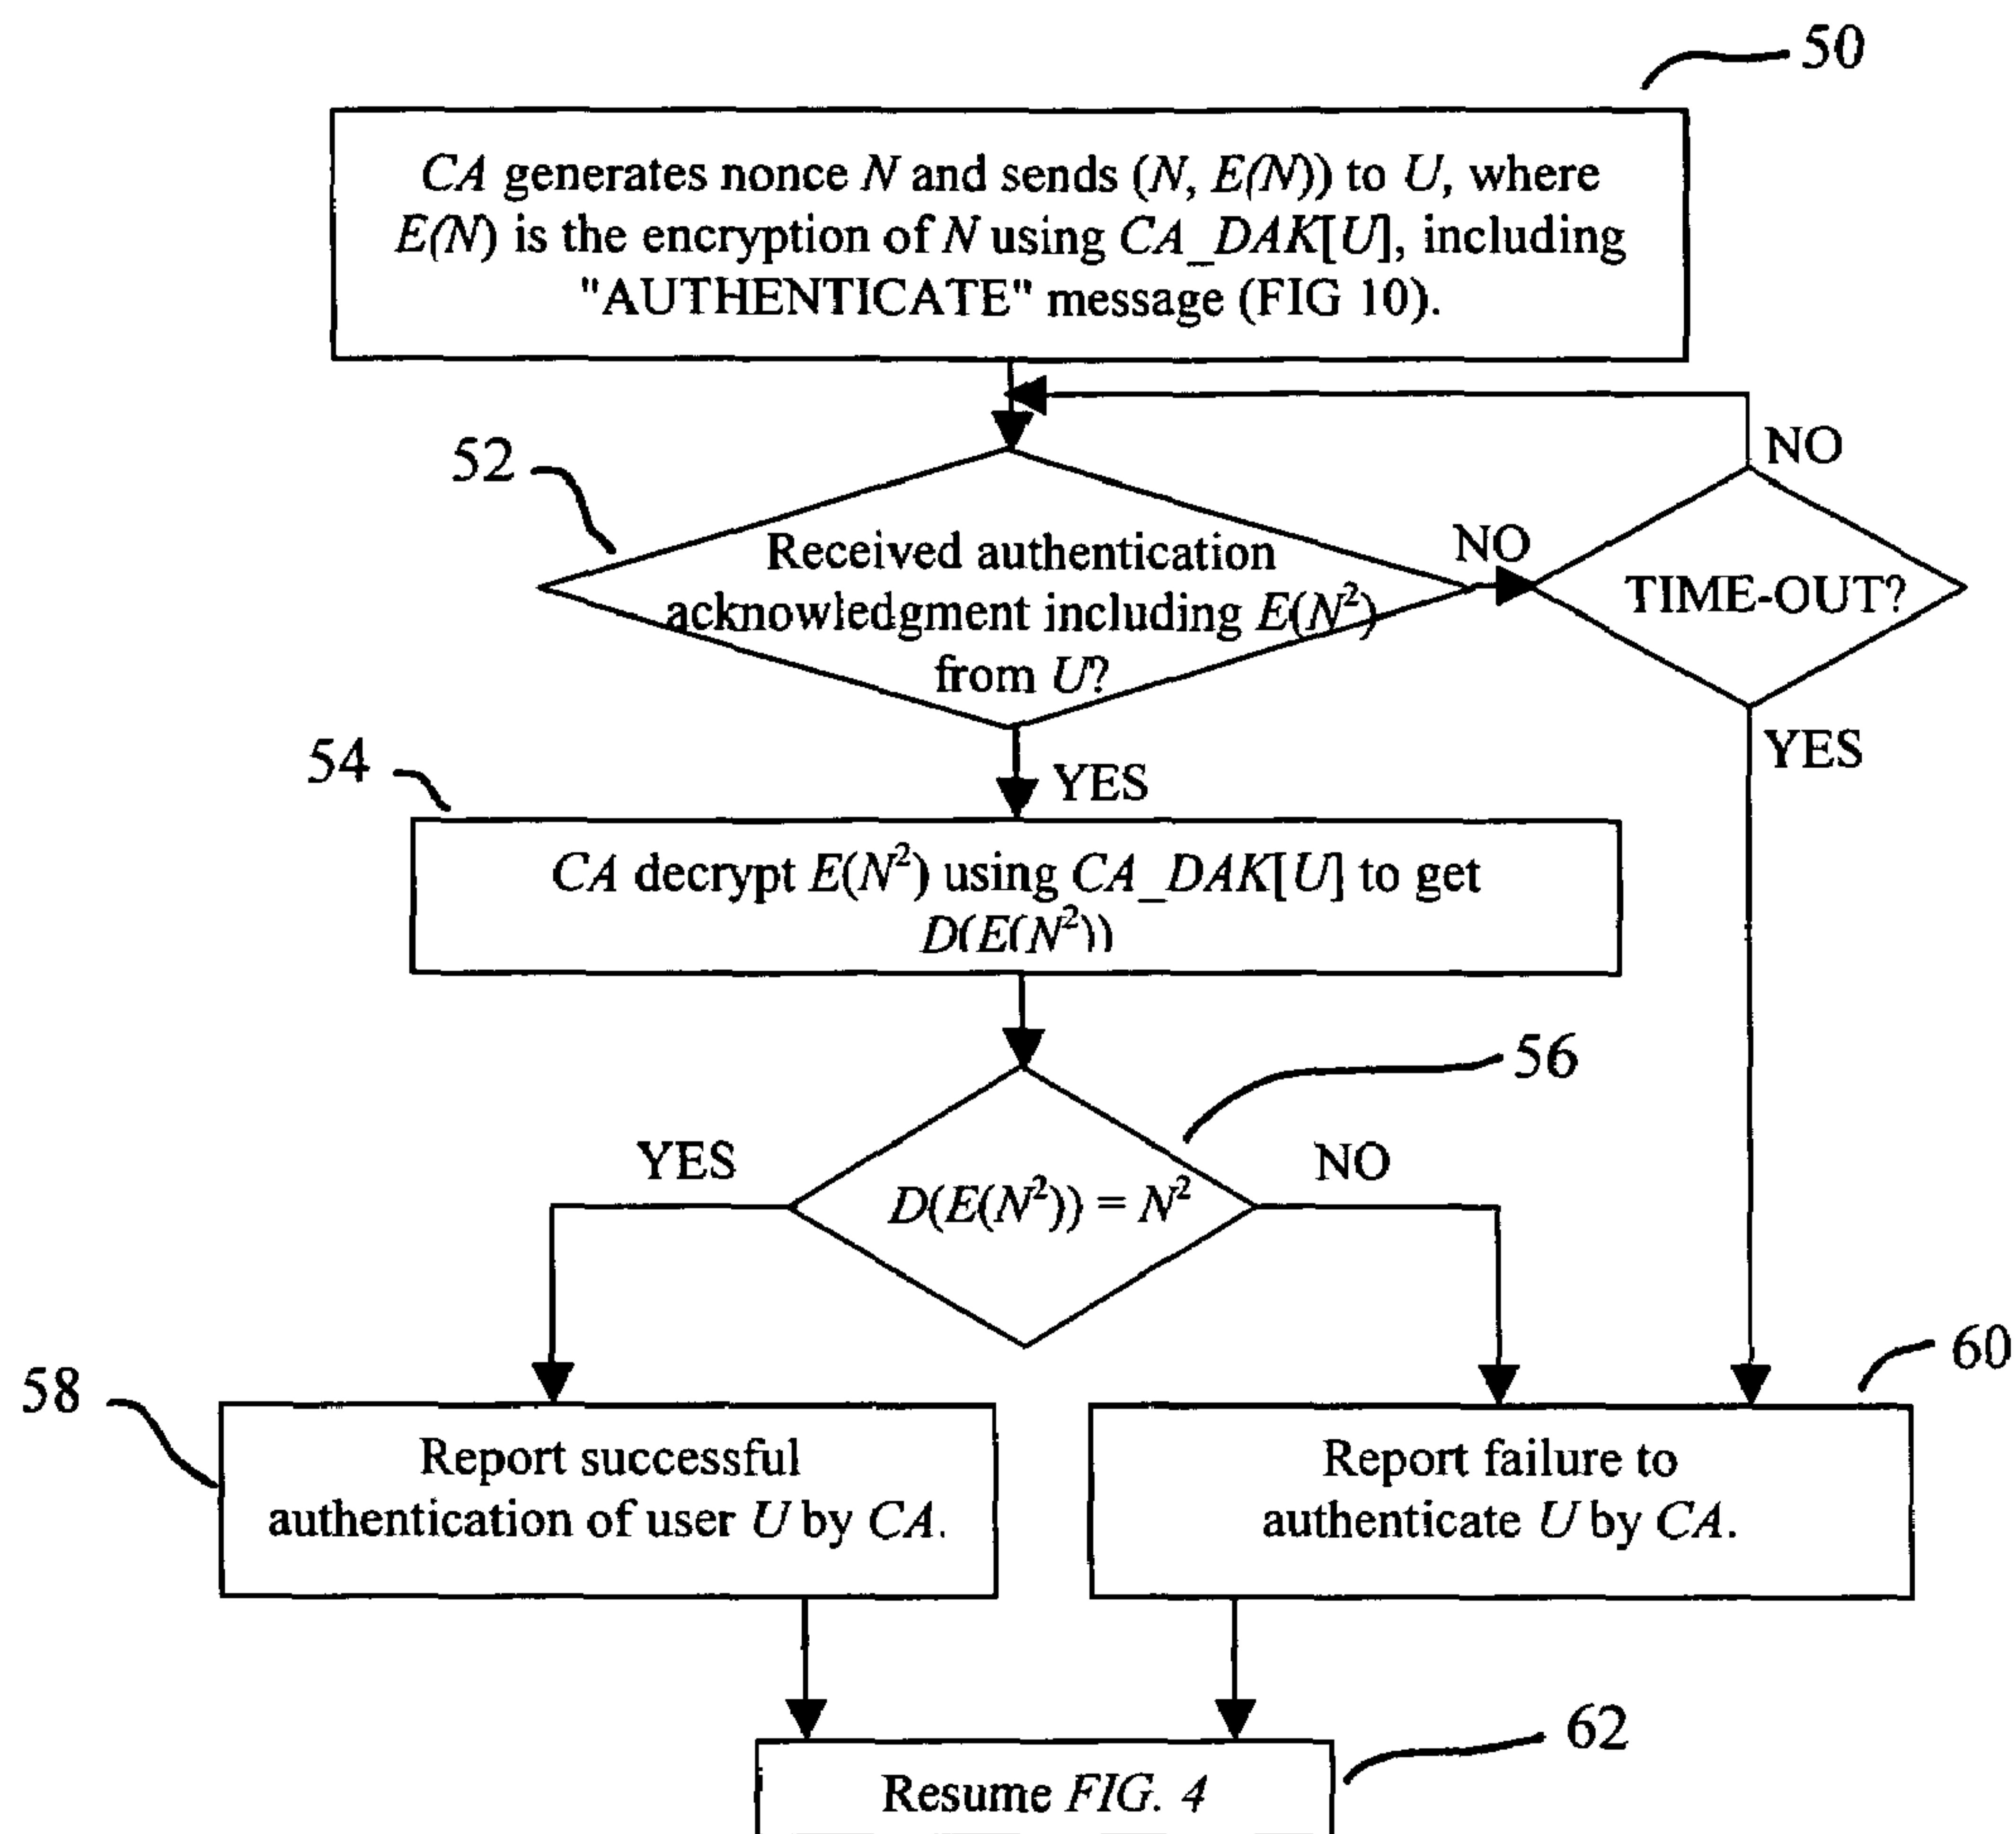 50
CA generates nonce N and sends (N, E(N)) to U, where
E(N) is the encryption of N using CA_DAK[U], including
"AUTHENTICATE" message (FIG 10).
52
Received authentication
acknowledgment including E(N²)
from U?
NO
TIME-OUT?
NO
YES
YES
54
CA decrypt E(N²) using CA_DAK[U] to get
D(E(N²))
56
YES
D(E(N²)) = N²
NO
58
Report successful
authentication of user U by CA.
60
Report failure to
authenticate U by CA.
62
Resume FIG. 4